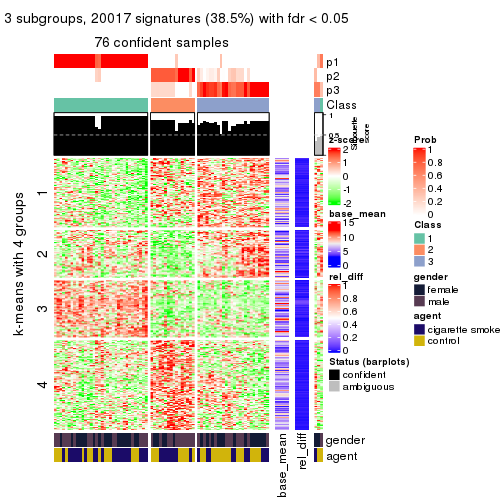 3 subgroups, 20017 signatures (38.5%) with fdr < 0.05
76 confident samples
p1
p2
p3
Class
1
0.5
0
Silhouette
score
z-score
2
1
0
-1
-2
base_mean
15
10
5
0
rel_diff
1
0.8
0.6
0.4
0.2
0
Status (barplots)
confident
ambiguous
Prob
1
0.8
0.6
0.4
0.2
0
Class
1
2
3
gender
female
male
agent
cigarette smoke
control
k-means with 4 groups
1
2
3
4
gender
agent
base_mean
rel_diff